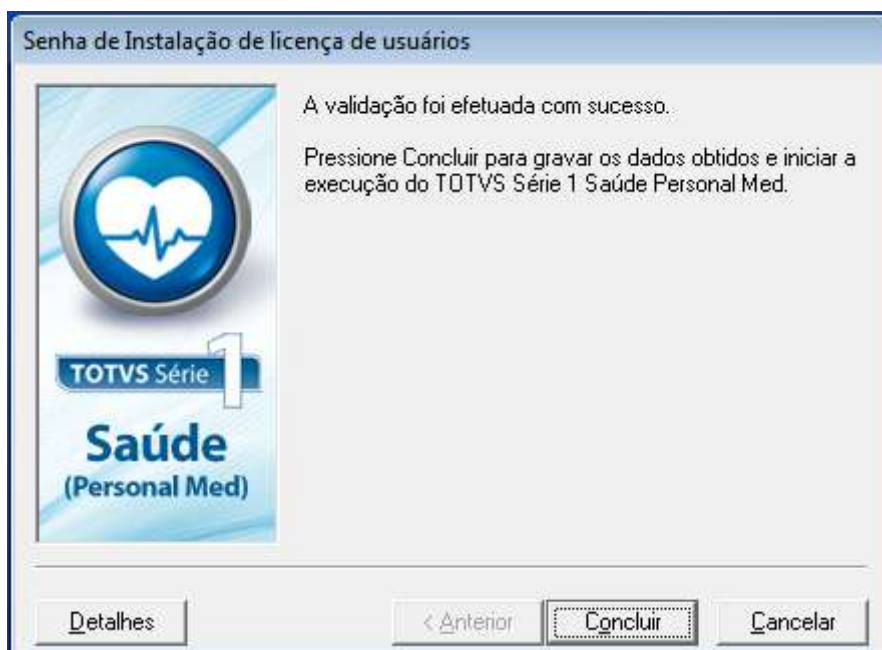 Senha de Instalação de licença de usuários
A validação foi efetuada com sucesso.
Pressione Concluir para gravar os dados obtidos e iniciar a
execução do TOTVS Série 1 Saúde Personal Med.
TOTVS Série 1
Saúde
(Personal Med)
Detalhes
< Anterior
Concluir
Cancelar